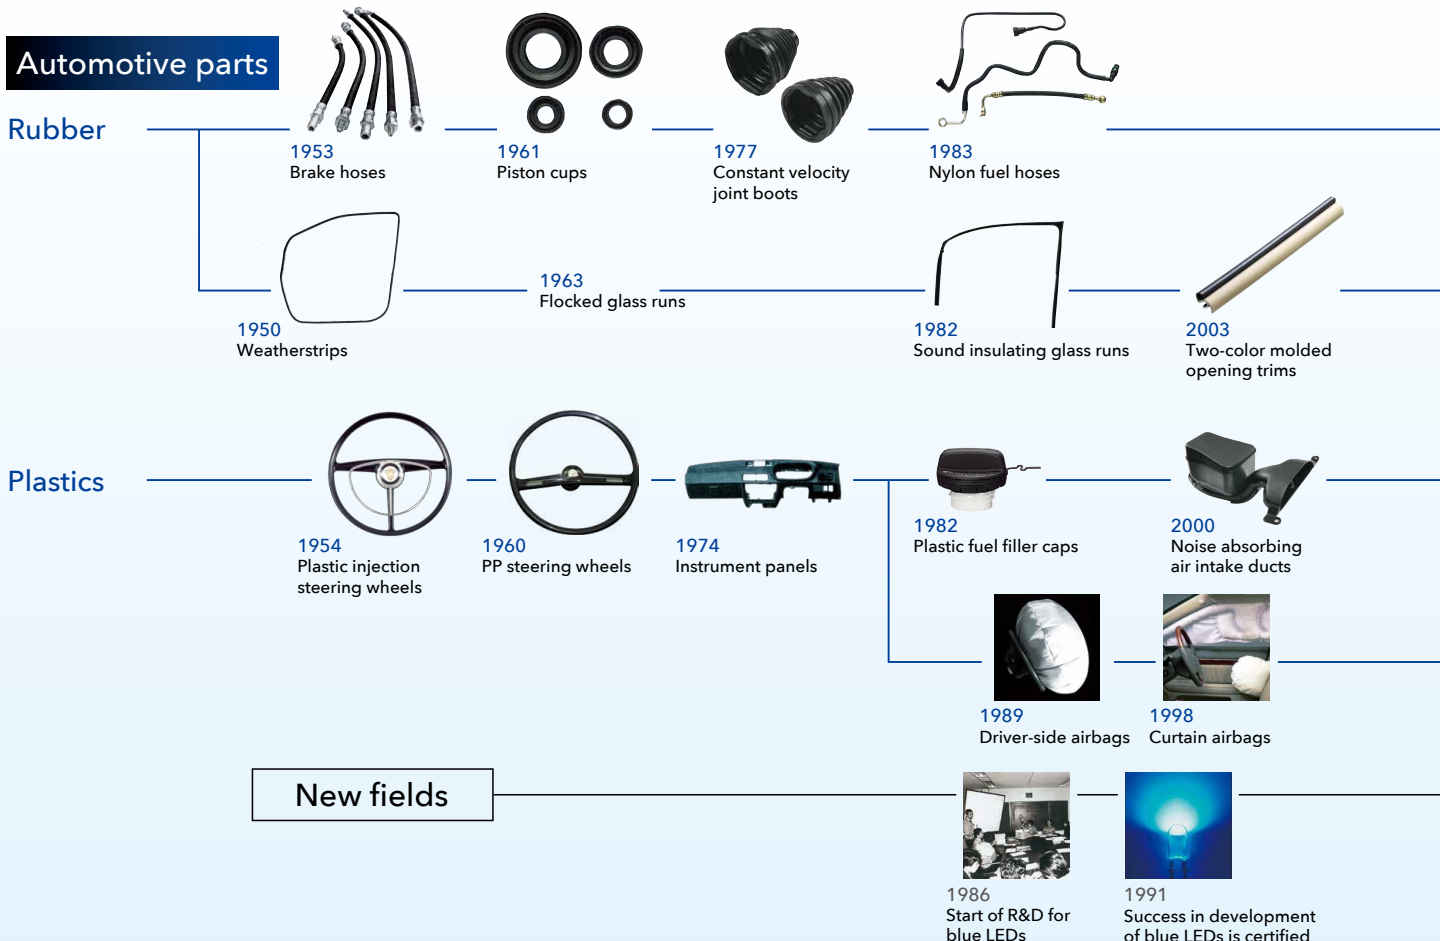 Automotive parts
Rubber
1953
Brake hoses
1961
Piston cups
1977
Constant velocity
joint boots
1983
Nylon fuel hoses
1950
Weatherstrips
1963
Flocked glass runs
1982
Sound insulating glass runs
2003
Two-color molded
opening trims
Plastics
1954
Plastic injection
steering wheels
1960
PP steering wheels
1974
Instrument panels
1982
Plastic fuel filler caps
2000
Noise absorbing
air intake ducts
1989
Driver-side airbags
1998
Curtain airbags
New fields
1986
Start of R&D for
blue LEDs
1991
Success in development
of blue LEDs is certified